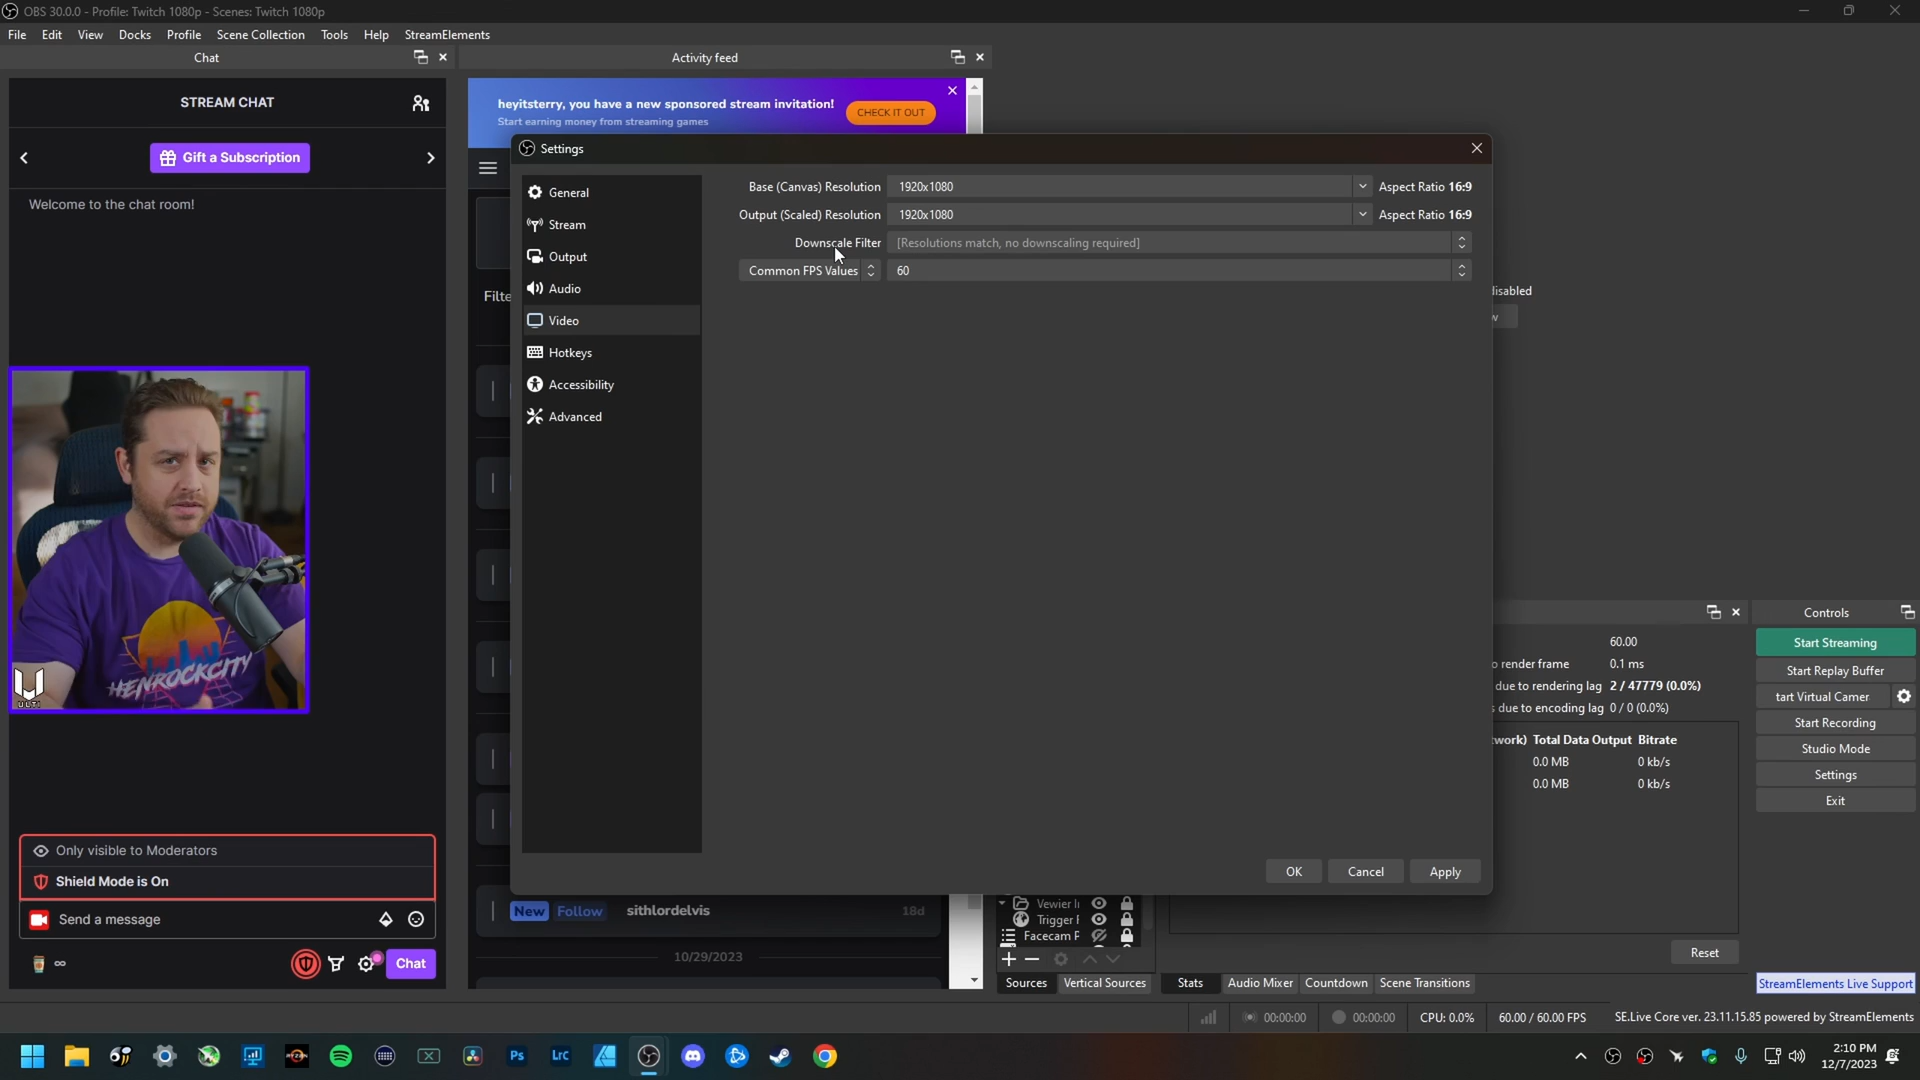 OBS 30.0.0 - Profile: Twitch 1080p - Scenes: Twitch 1080p
File Edit View Docks Profile Scene Collection Tools Help StreamElements
Chat
Activity feed
STREAM CHAT
Gift a Subscription
Welcome to the chat room!
HENROCKCITY
ULTI
Only visible to Moderators
Shield Mode is On
Send a message
∞
Chat
heyitsterry, you have a new sponsored stream invitation!
Start earning money from streaming games
CHECK IT OUT
Filte
New Follow sithlordelvis 18d
10/29/2023
Settings
General
Stream
Output
Audio
Video
Hotkeys
Accessibility
Advanced
Base (Canvas) Resolution 1920x1080 Aspect Ratio 16:9
Output (Scaled) Resolution 1920x1080 Aspect Ratio 16:9
Downscale Filter [Resolutions match, no downscaling required]
Common FPS Values 60
OK Cancel Apply
disabled
w
60.00
o render frame 0.1 ms
due to rendering lag 2 / 47779 (0.0%)
s due to encoding lag 0 / 0 (0.0%)
work) Total Data Output Bitrate
0.0 MB 0 kb/s
0.0 MB 0 kb/s
Reset
Vewier I
Trigger F
Facecam F
Sources Vertical Sources
Stats Audio Mixer Countdown Scene Transitions
Controls
Start Streaming
Start Replay Buffer
tart Virtual Camer
Start Recording
Studio Mode
Settings
Exit
StreamElements Live Support
00:00:00 00:00:00 CPU: 0.0% 60.00 / 60.00 FPS SE.Live Core ver. 23.11.15.85 powered by StreamElements
RYZEN Ps LrC
2:10 PM
12/7/2023